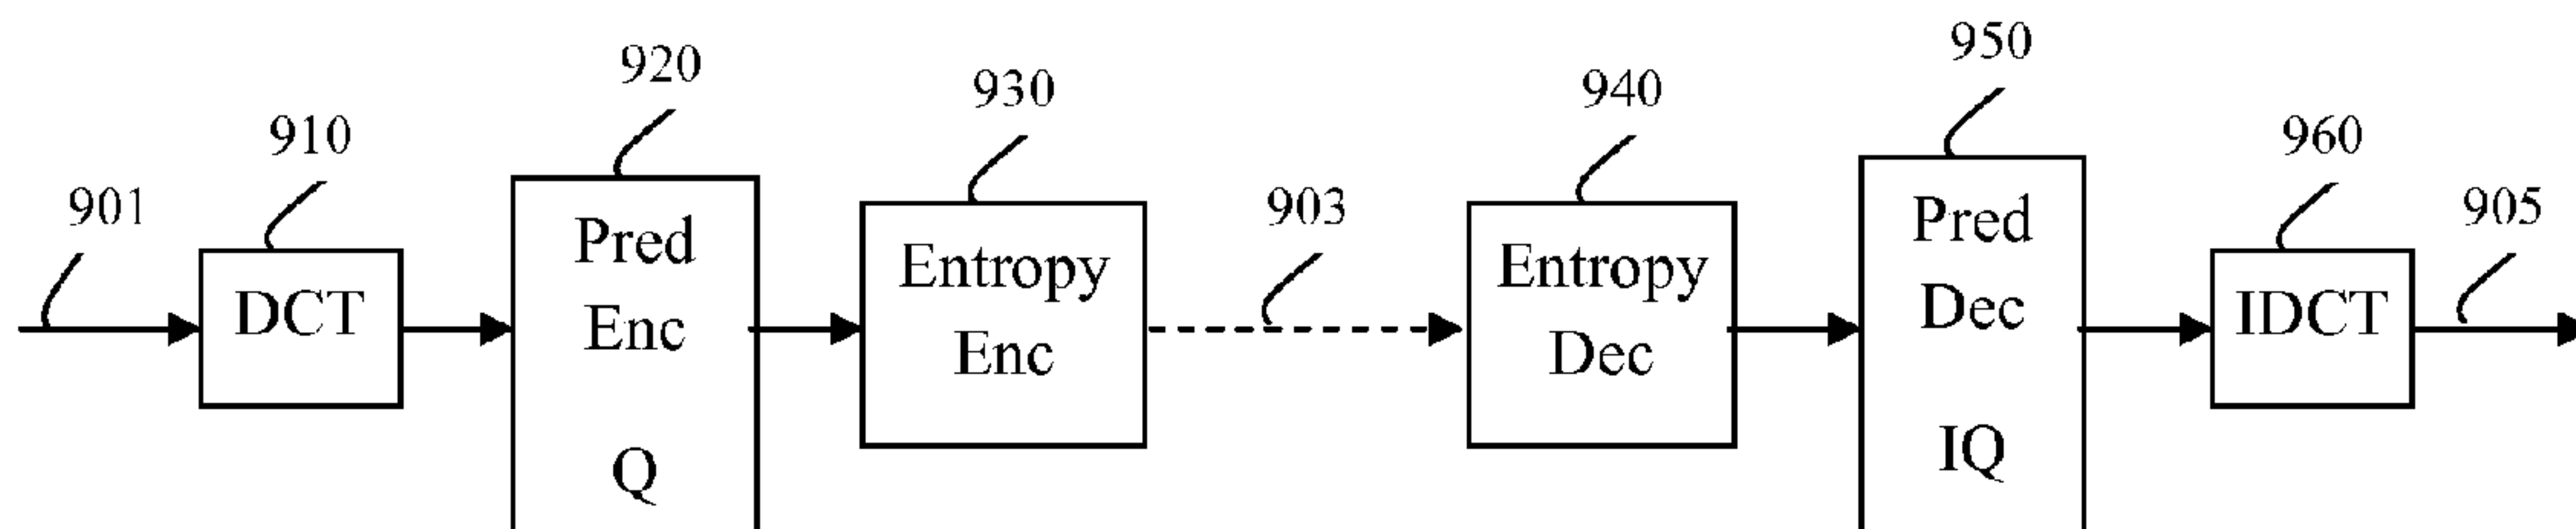 901
910
DCT
920
Pred
Enc
Q
930
Entropy
Enc
903
940
Entropy
Dec
950
Pred
Dec
IQ
960
IDCT
905